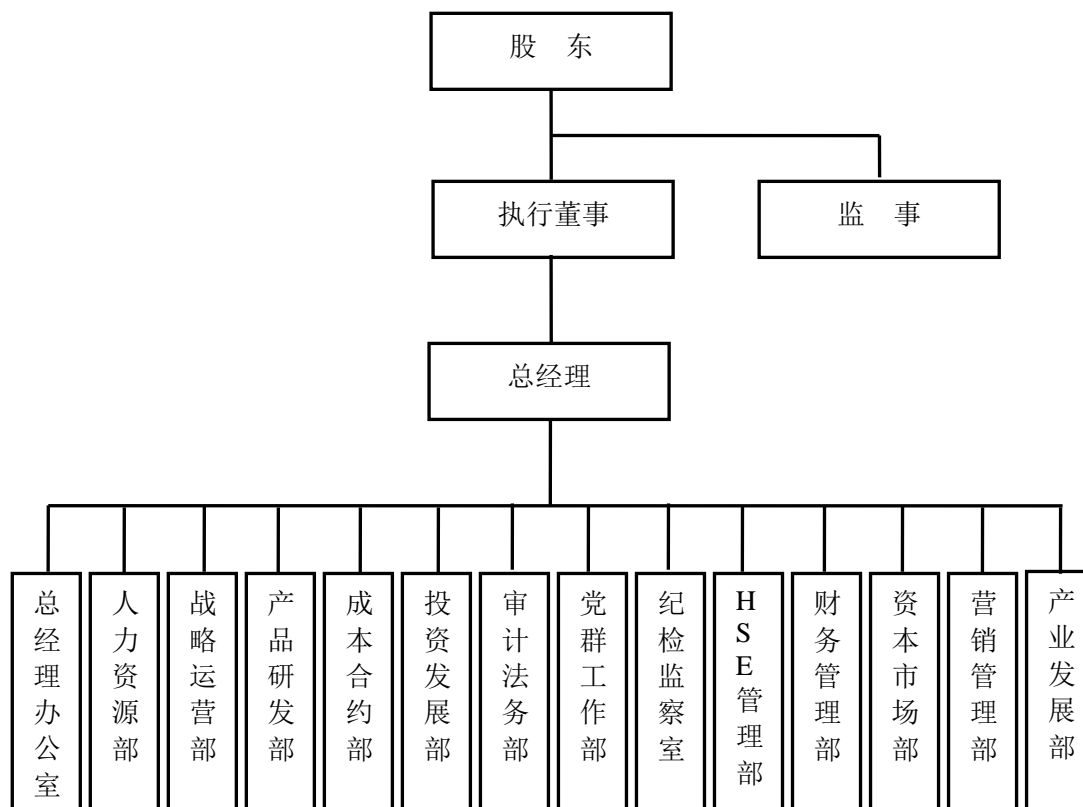 股 东
执行董事
监 事
总经理
总经理办公室
人力资源部
战略运营部
产品研发部
成本合约部
投资发展部
审计法务部
党群工作部
纪检监察室
HSE管理部
财务管理部
资本市场部
营销管理部
产业发展部